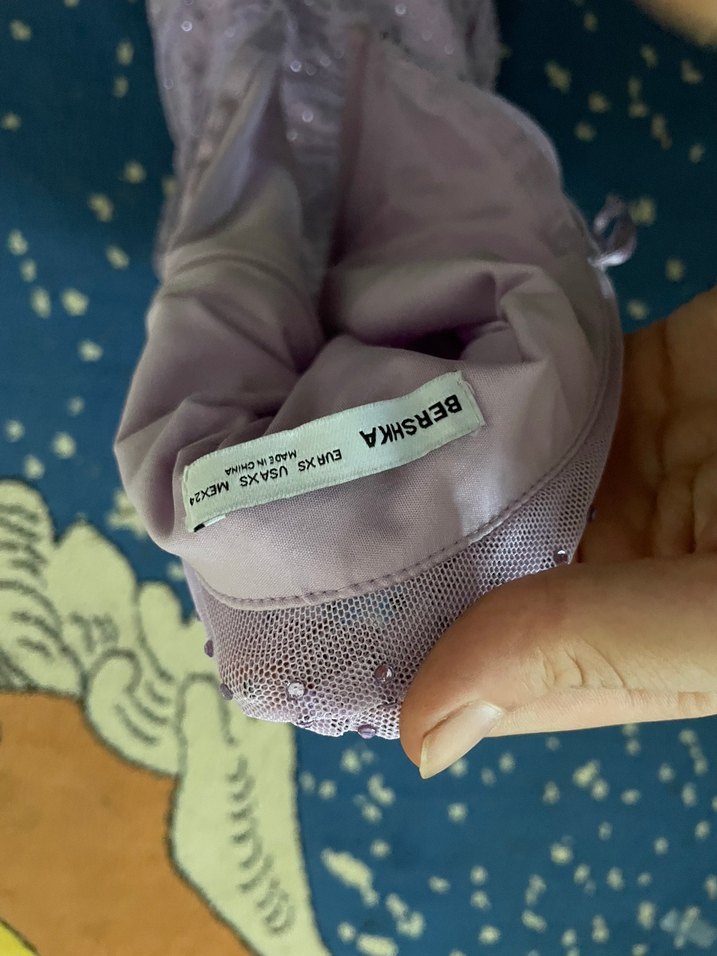 BERSHKA
EUR XS USA XS MEX 24
MADE IN CHINA